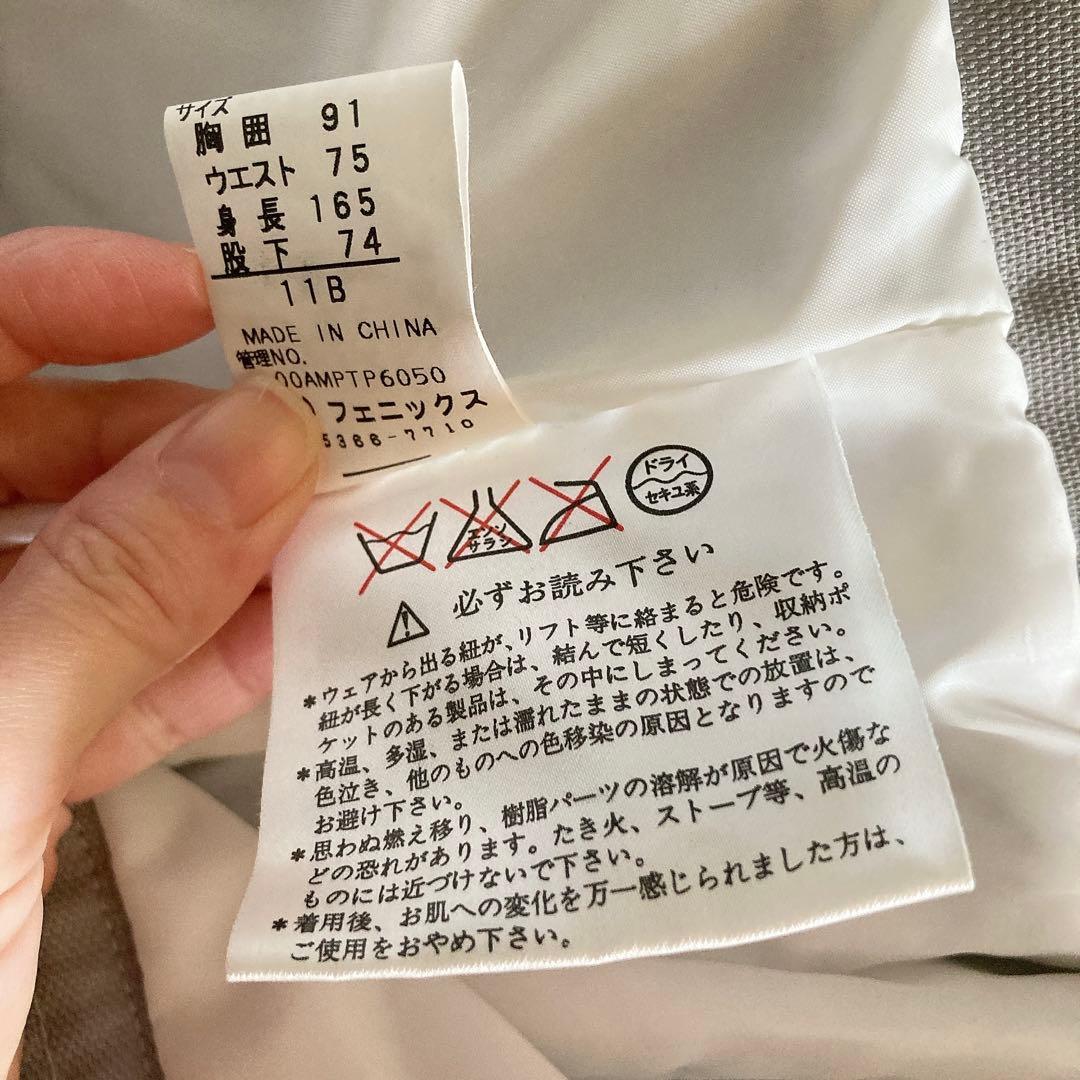 サイズ
胸囲 91
ウエスト 75
身長 165
股下 74
11B
MADE IN CHINA
管理NO.
00AMPTP6050
)フェニックス
5366-7710
エンソ
サラシ
ドライ
セキユ系
必ずお読み下さい
*ウェアから出る紐が、リフト等に絡まると危険です。
紐が長く下がる場合は、結んで短くしたり、収納ポ
ケットのある製品は、その中にしまってください。
*高温、多湿、または濡れたままの状態での放置は、
色泣き、他のものへの色移染の原因となりますので
お避け下さい。
*思わぬ燃え移り、樹脂パーツの溶解が原因で火傷な
どの恐れがあります。たき火、ストーブ等、高温の
ものには近づけないで下さい。
*着用後、お肌への変化を万一感じられました方は、
ご使用をおやめ下さい。